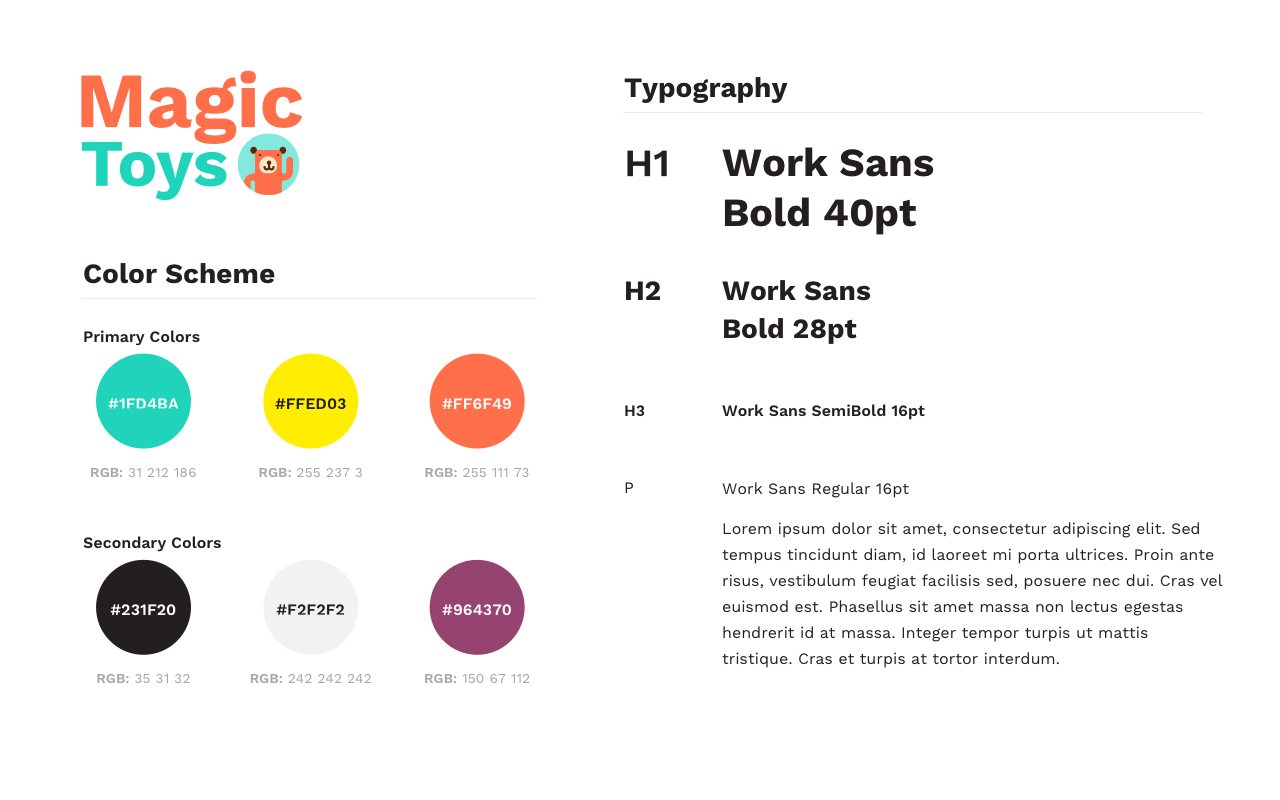 Magic
Toys
Color Scheme
Primary Colors
#1FD4BA #FFED03 #FF6F49
RGB: 31 212 186 RGB: 255 237 3 RGB: 255 111 73
Secondary Colors
#231F20 #F2F2F2 #964370
RGB: 35 31 32 RGB: 242 242 242 RGB: 150 67 112
Typography
H1 Work Sans
Bold 40pt
H2 Work Sans
Bold 28pt
H3 Work Sans SemiBold 16pt
P Work Sans Regular 16pt
Lorem ipsum dolor sit amet, consectetur adipiscing elit. Sed
tempus tincidunt diam, id laoreet mi porta ultrices. Proin ante
risus, vestibulum feugiat facilisis sed, posuere nec dui. Cras vel
euismod est. Phasellus sit amet massa non lectus egestas
hendrerit id at massa. Integer tempor turpis ut mattis
tristique. Cras et turpis at tortor interdum.